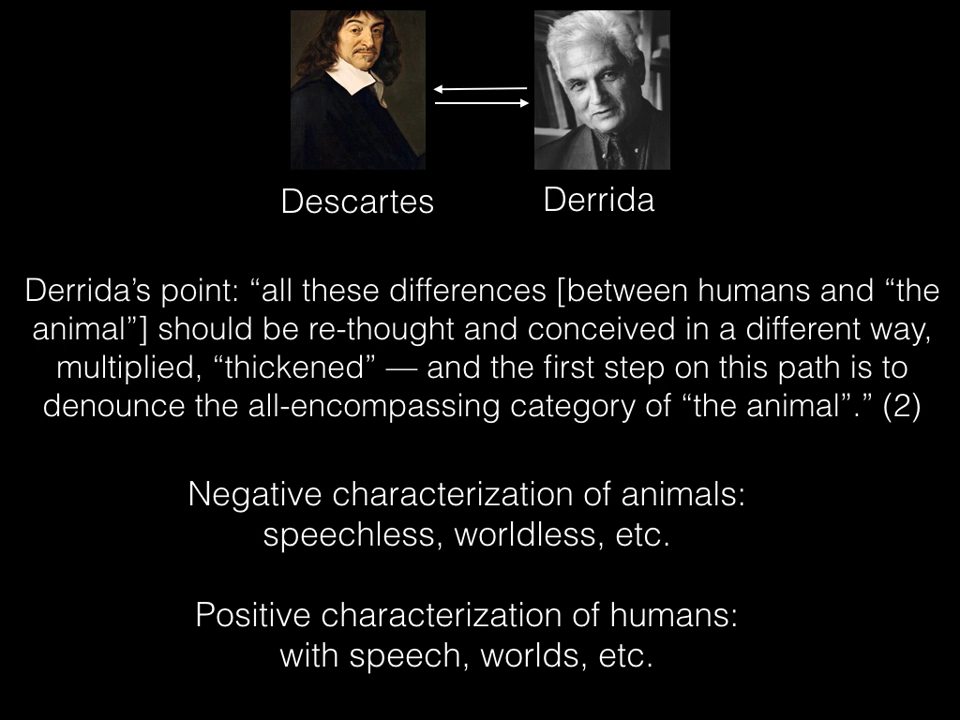 Descartes
Derrida
Derrida’s point: “all these differences [between humans and “the
animal”] should be re-thought and conceived in a different way,
multiplied, “thickened” — and the first step on this path is to
denounce the all-encompassing category of “the animal”.” (2)
Negative characterization of animals:
speechless, worldless, etc.
Positive characterization of humans:
with speech, worlds, etc.